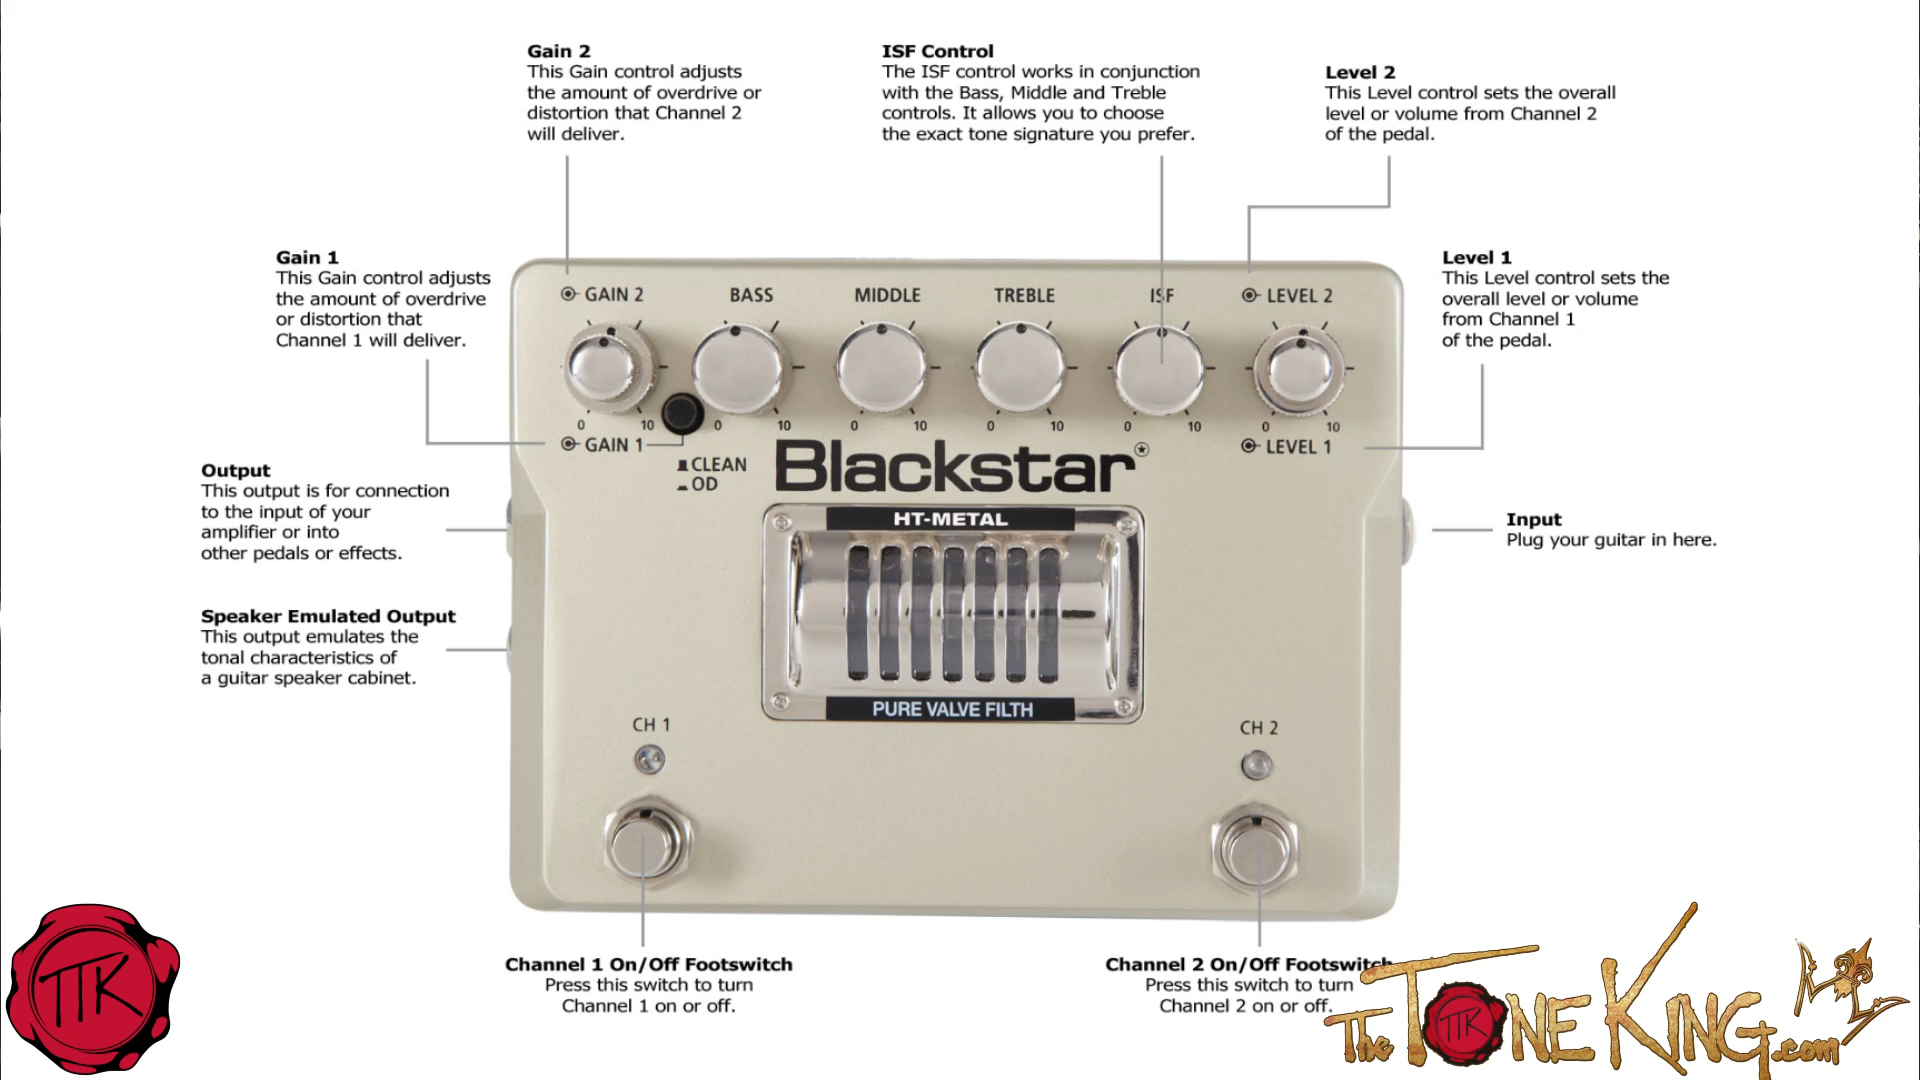 Gain 2
This Gain control adjusts
the amount of overdrive or
distortion that Channel 2
will deliver.
ISF Control
The ISF control works in conjunction
with the Bass, Middle and Treble
controls. It allows you to choose
the exact tone signature you prefer.
Level 2
This Level control sets the overall
level or volume from Channel 2
of the pedal.
Gain 1
This Gain control adjusts
the amount of overdrive
or distortion that
Channel 1 will deliver.
Level 1
This Level control sets the
overall level or volume
from Channel 1
of the pedal.
Output
This output is for connection
to the input of your
amplifier or into
other pedals or effects.
Speaker Emulated Output
This output emulates the
tonal characteristics of
a guitar speaker cabinet.
Input
Plug your guitar in here.
GAIN 2 BASS MIDDLE TREBLE ISF LEVEL 2
0 10 0 10 0 10 0 10 0 10 0 10
GAIN 1 LEVEL 1
CLEAN
OD
Blackstar
HT-METAL
PURE VALVE FILTH
CH 1
CH 2
Channel 1 On/Off Footswitch
Press this switch to turn
Channel 1 on or off.
Channel 2 On/Off Footswitch
Press this switch to turn
Channel 2 on or off.
TTK
The Tone King.com
TTK